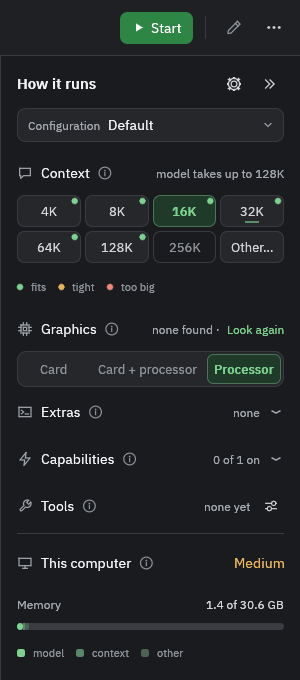 Start
How it runs
Configuration Default
Context model takes up to 128K
4K 8K 16K 32K
64K 128K 256K Other...
fits tight too big
Graphics none found · Look again
Card Card + processor Processor
Extras none
Capabilities 0 of 1 on
Tools none yet
This computer Medium
Memory 1.4 of 30.6 GB
model context other